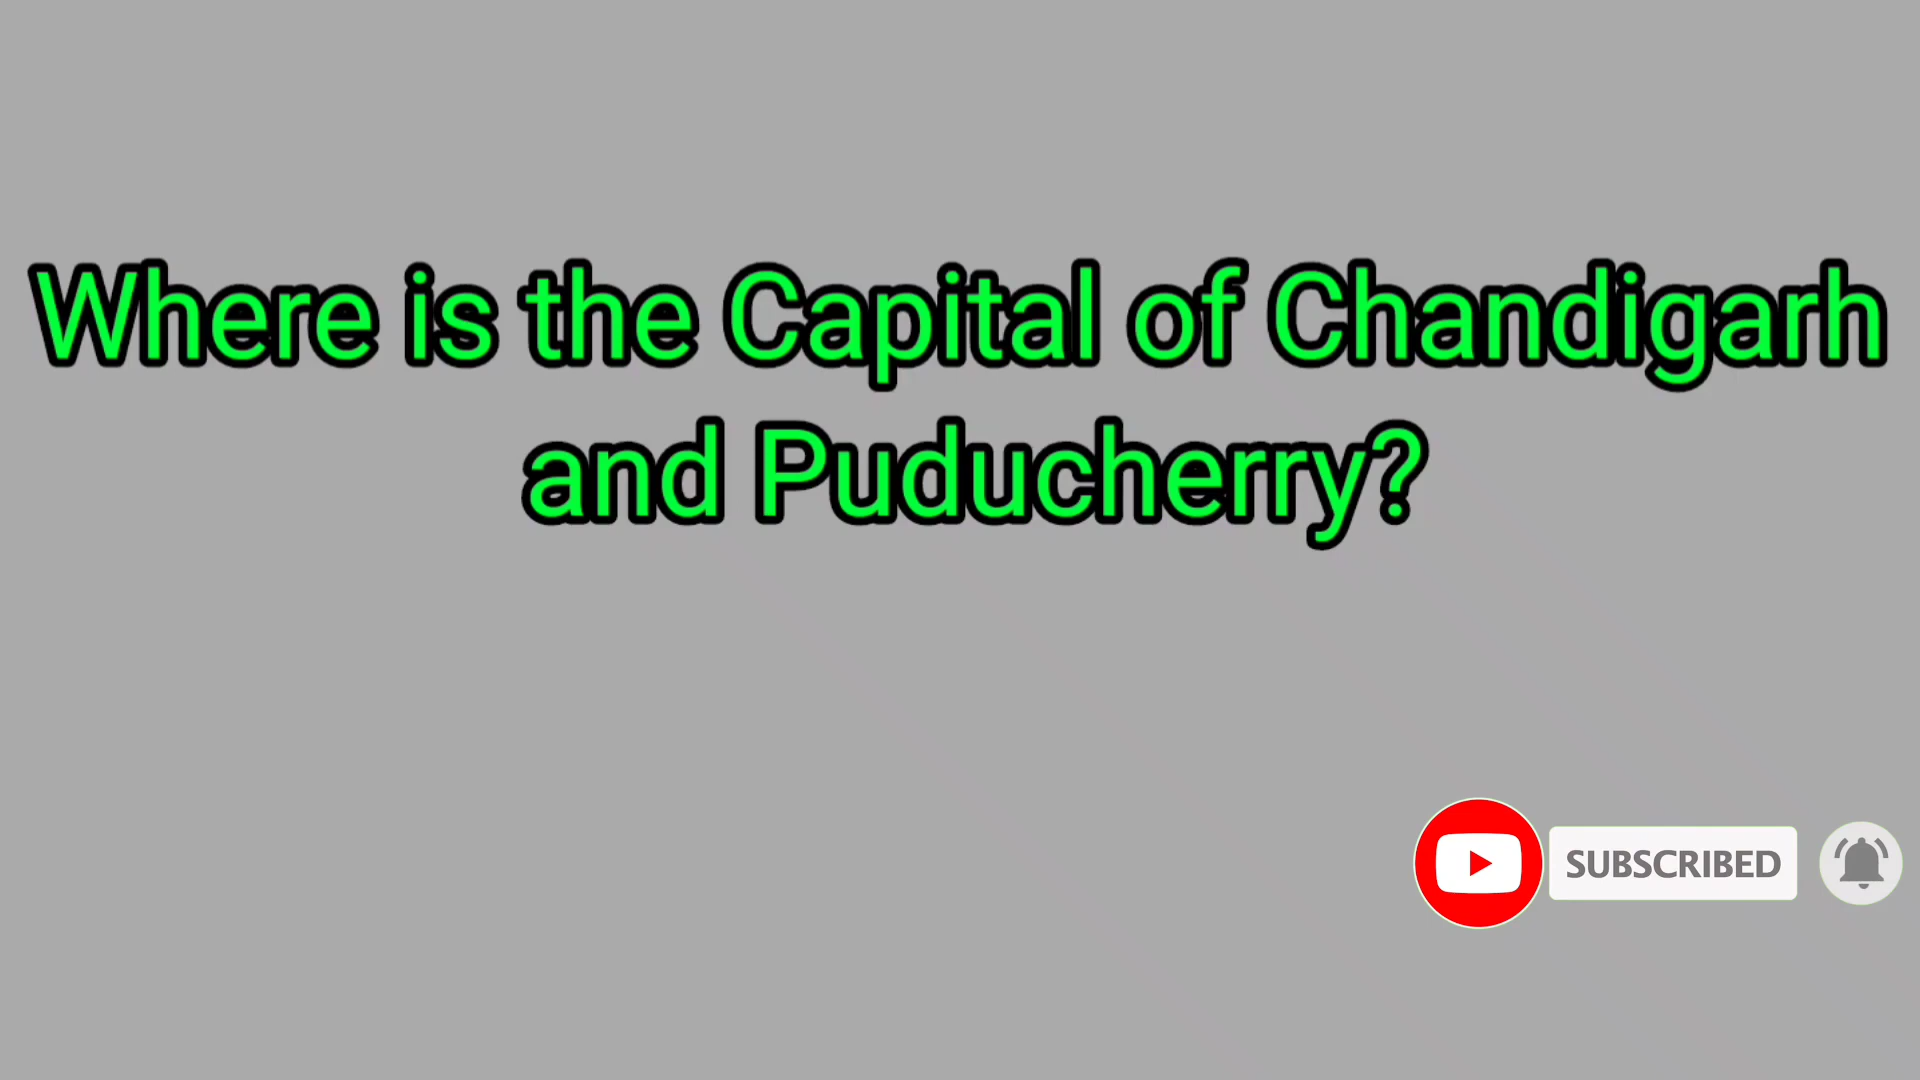 Where is the Capital of Chandigarh
and Puducherry?
SUBSCRIBED